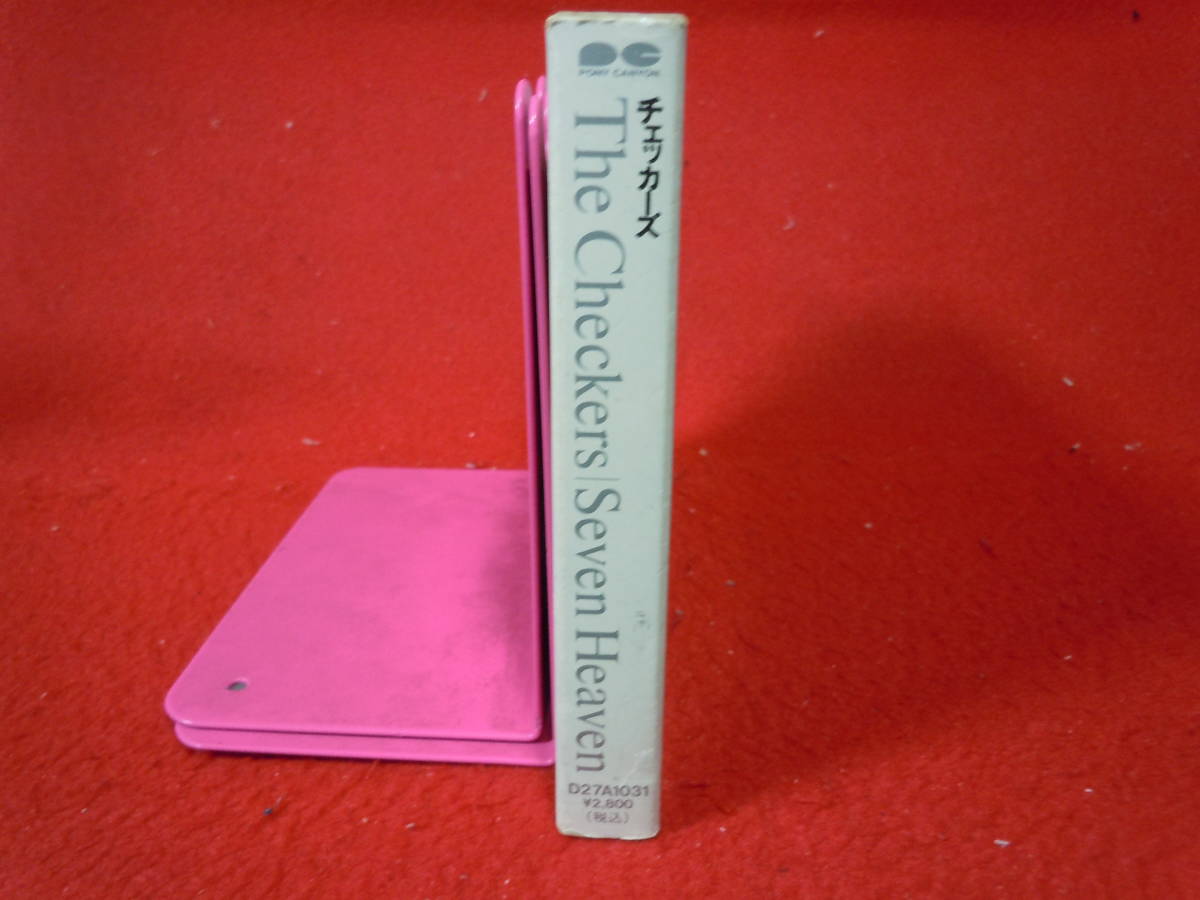 PONY CANYON
チェッカーズ
The Checkers/Seven Heaven
D27A1031
¥2,800
(税込)